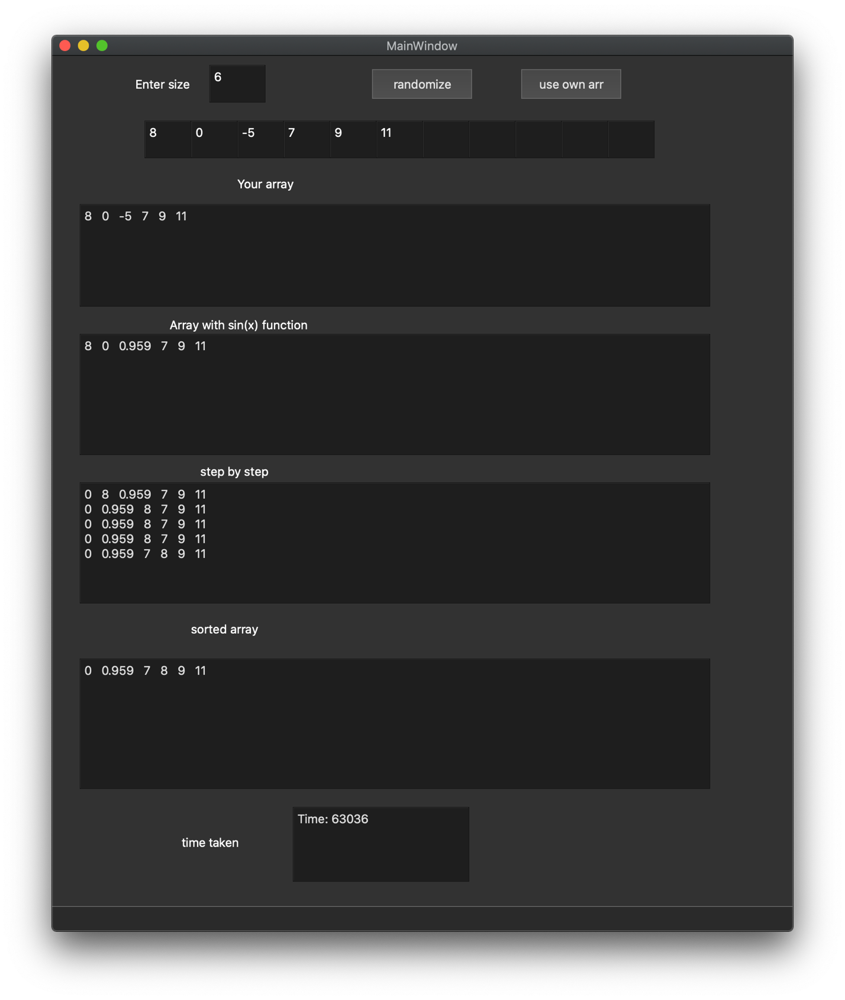 MainWindow
Enter size 6 randomize use own arr
8 0 -5 7 9 11
Your array
8 0 -5 7 9 11
Array with sin(x) function
8 0 0.959 7 9 11
step by step
0 8 0.959 7 9 11
0 0.959 8 7 9 11
0 0.959 8 7 9 11
0 0.959 8 7 9 11
0 0.959 7 8 9 11
sorted array
0 0.959 7 8 9 11
Time: 63036
time taken